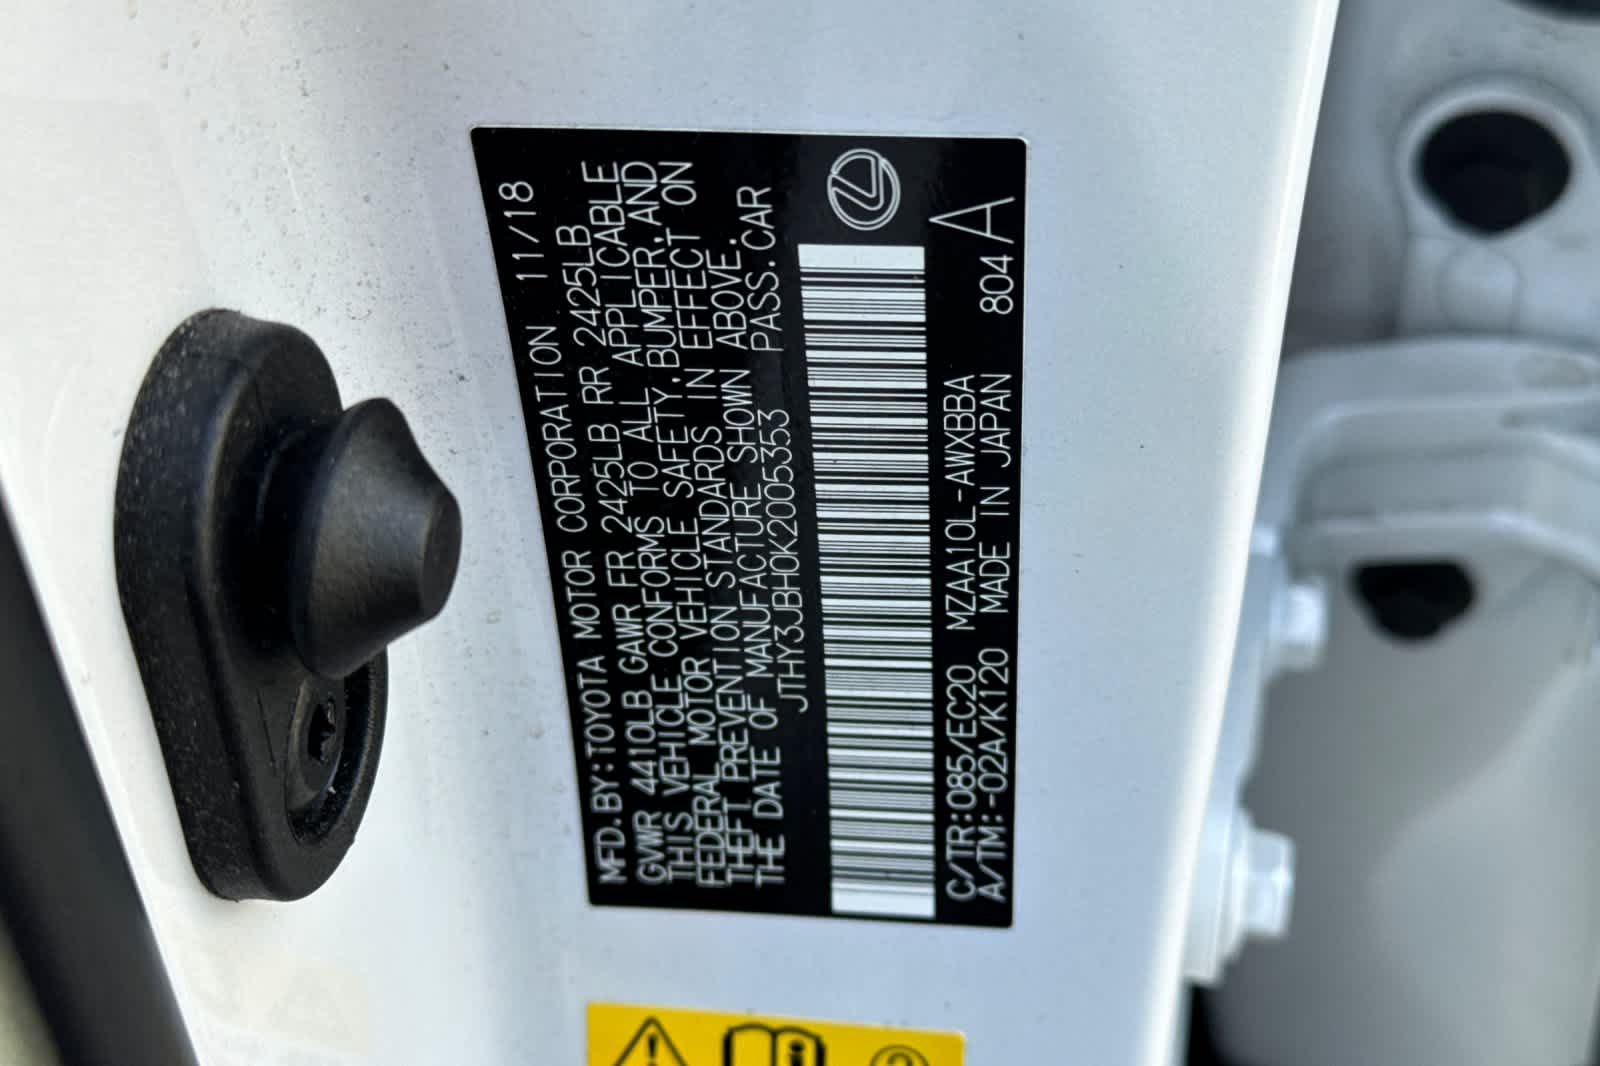 MFD.BY:TOYOTA MOTOR CORPORATION 11/18
GVWR 4410LB GAWR FR 2425LB RR 2425LB
THIS VEHICLE CONFORMS TO ALL APPLICABLE
FEDERAL MOTOR VEHICLE SAFETY,BUMPER,AND
THEFT PREVENTION STANDARDS IN EFFECT ON
THE DATE OF MANUFACTURE SHOWN ABOVE.
JTHY3JBH0K2005353 PASS.CAR
C/TR:085/EC20 MZAA10L-AWXBBA 804
A/TM:-02A/K120 MADE IN JAPAN A